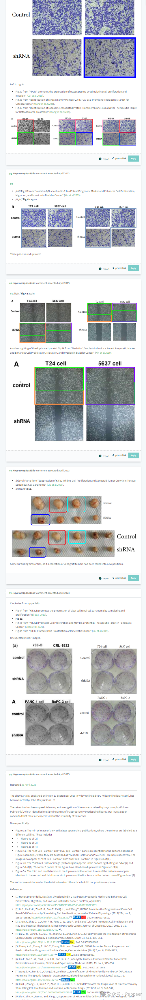 Control
shRNA
Left to right:
Fig 3d from "APLNR promotes the progression of osteosarcoma by stimulating cell proliferation and
invasion" (Cui et al 2019).
Fig 3d from "Identification of Kinesin Family Member 2A (KIF2A) as a Promising Therapeutic Target for
Osteosarcoma" (Wang et al 2020a).
Fig 3B from "Identification of Lysosome-Associated Protein Transmembrane-4 as a Novel Therapeutic Target
for Osteosarcoma Treatment" (Wang et al 2020b).
MG-63 U-2 OS MG-63 U2OS MG-63 U-2 OS
control Control control
shRNA shRNA shRNA
report permalink Reply
#3 Hoya camphorifolia comment accepted April 2023
#2
[left] Fig 4B from "Nesfatin-1/Nucleobindin-2 Is a Potent Prognostic Marker and Enhances Cell Proliferation,
Migration, and Invasion in Bladder Cancer" (Xin et al 2019).
[right] Fig 4b again.
B T24 cell 5637 cell T24 cell 5637 cell
control Control
shRNA shRNA
Three panels are duplicated.
report permalink Reply
#4 Hoya camphorifolia comment accepted April 2023
#1 [right] Fig 4a again.
A T24 cell 5637 cell T24 cell 5637 cell
Control Control
shRNA shRNA
Another sighting of the duplicated panels! Fig 4A from "Nesfatin-1/Nucleobindin-2 Is a Potent Prognostic Marker
and Enhances Cell Proliferation, Migration, and Invasion in Bladder Cancer" (Xin et al 2019).
A T24 cell 5637 cell
control
shRNA
report permalink Reply
#5 Hoya camphorifolia comment accepted April 2023
[above] Fig 4a from "Suppression of KIF22 Inhibits Cell Proliferation and Xenograft Tumor Growth in Tongue
Squamous Cell Carcinoma" (Liu et al 2020).
[below] Fig 5a.
Control
shRNA
Control
shRNA
Some surprising similarities, as if a collection of xenograft tumors had been rolled into new positions.
report permalink Reply
#6 Hoya camphorifolia comment accepted April 2023
Clockwise from upper left:
Fig 4A from "KIF20B promotes the progression of clear cell renal cell carcinoma by stimulating cell
proliferation" (Li et al 2019).
Fig 3a.
Fig 4a from "KIF20B Promotes Cell Proliferation and May Be a Potential Therapeutic Target in Pancreatic
Cancer" (Chen et al 2021).
Fig 3A from "KIF3B Promotes the Proliferation of Pancreatic Cancer" (Liu et al 2019).
Unexpected mirror images.
(a) 786-O CRL-1932 T24 cell 5637 cell
control Control
shRNA shRNA
A PANC-1 cell BxPC-3 cell PANC-1 BxPC-3
control control
shRNA shRNA
report permalink Reply
#7 Hoya camphorifolia comment accepted April 2025
Retracted 26 April 2025
The above article, published online on 19 September 2018 in Wiley Online Library (wileyonlinelibrary.com), has
been retracted by John Wiley & Sons Ltd.
The retraction has been agreed following an investigation of the concerns raised by Hoya camphorifolia on
PubPeer [1], which identified multiple instances of inappropriately overlapping figures. Our investigation
concluded that there are concerns about the reliability of this article.
More specifically:
Figure 3a: The mirror image of the 4 cell plates appears in 3 publications, where the cultures are labelled as a
different cell line. These include:
Figure 4a of [2]
Figure 4a of [3]
Figure 3a of [4]
Figure 4a: The "T24 Cell - Control" and" 5637 cell - Control" panels are identical to the bottom 2 panels of
Figure 4a from [5], where they are described as "T24 Cell - shRNA" and" 5637 cell - shRNA", respectively. The
images also appear as "T24 Cell - Control" and" 5637 cell - Control" in Figure 4a of [6].
Figure 4b: The "5638 cell- shRNA" image (bottom right) appears in the bottom right of Figure 3d of [7] and
Figure 3d of [8]. The other 3 panels of the figure have also been duplicated in Figure 4b of [6].
Figure 5a: The third and fourth tumors in the top row and the second tumor of the bottom row appear
identical to the second and third tumors in top row and the first tumor in the bottom row of Figure 4a of [9].
The authors were informed of the decision to retract the article but did not provide a response.
References
[1] Hoya camphorifolia, Nesfatin-1/Nucleobindin-2 Is a Potent Prognostic Marker and Enhances Cell
Proliferation, Migration, and Invasion in Bladder Cancer, PubPeer, April 2023,
[2] Li G., Xie Z.-K., Zhu D.-S., Guo T., Cai Q.-L., and Wang Y., KIF20B Promotes the Progression of Clear Cell
Renal Cell Carcinoma by Stimulating Cell Proliferation, Journal of Cellular Physiology. (2019) 234, no. 9,
16517–16525, https://doi.org/10.1002/jcp.28322 IF: 4.5 Q1, 2-s2.0-85062372812.
[3] Chen J., Zhao C.-C., Chen F.-R., Feng G.-W., Luo F., and Jiang T., KIF20B Promotes Cell Proliferation and
May Be a Potential Therapeutic Target in Pancreatic Cancer, Journal of Oncology. (2021) 2021, 1–11,
https://doi.org/10.1155/2021/5572402
[4] Liu Z.-H., Dong S.-X., Jia J.-H., Zhang Z.-L., and Zhen Z.-G., KIF3B Promotes the Proliferation of Pancreatic
Cancer, Cancer Biotherapy & Radiopharmaceuticals. (2019) 34, no. 6, 355–361,
https://doi.org/10.1089/cbr.2018.2716 IF: 2.4 Q2, 2-s2.0-85070662866.
[5] Zhang X.-G., Zhang T., Li C.-Y., Zhang M.-H., and Chen F.-M., CD164 Promotes Tumor Progression and
Predicts the Poor Prognosis of Bladder Cancer, Cancer Medicine. (2018) 7, no. 8, 3763–3772,
https://doi.org/10.1002/cam4.1607 IF: 2.9 Q2, 2-s2.0-85050875061.
[6] Xin F., Yao D.-W., Fan L., Liu J.-H., and Liu X.-D., Adenylate Kinase 4 Promotes Bladder Cancer Cell
Proliferation and Invasion, Clinical and Experimental Medicine. (2019) 19, no. 4, 525–534,
https://doi.org/10.1007/s10238-019-00576-5 IF: 3.2 Q2, 2-s2.0-85071371863.
[7] Wang Z.-X., Ren S.-C., Chang Z.-S., and Ren J., Identification of Kinesin Family Member 2A (KIF2A) as a
Promising Therapeutic Target for Osteosarcoma, BioMed Research International. (2020) 2020, 1–9,
https://doi.org/10.1155/2020/7102757 IF: 2.6 Q3.
[8] Cui L., Zhang J.-Y., Ren Z.-P., Zhao H.-J., and Li G.-S., APLNR Promotes the Progression of Osteosarcoma by
Stimulating Cell Proliferation and Invasion, Anti-Cancer Drugs. (2019) 30, no. 9, 940–947,
https://doi.org/10.1097/CAD.0000000000000785 IF: 1.8 Q3,
公众号 · Pubpeer
[9] Liu Y., Li R.-H., Ren G., and Jiang J., Suppression of KIF22 Inhibits Cell Proliferation and Xenograft Tumor